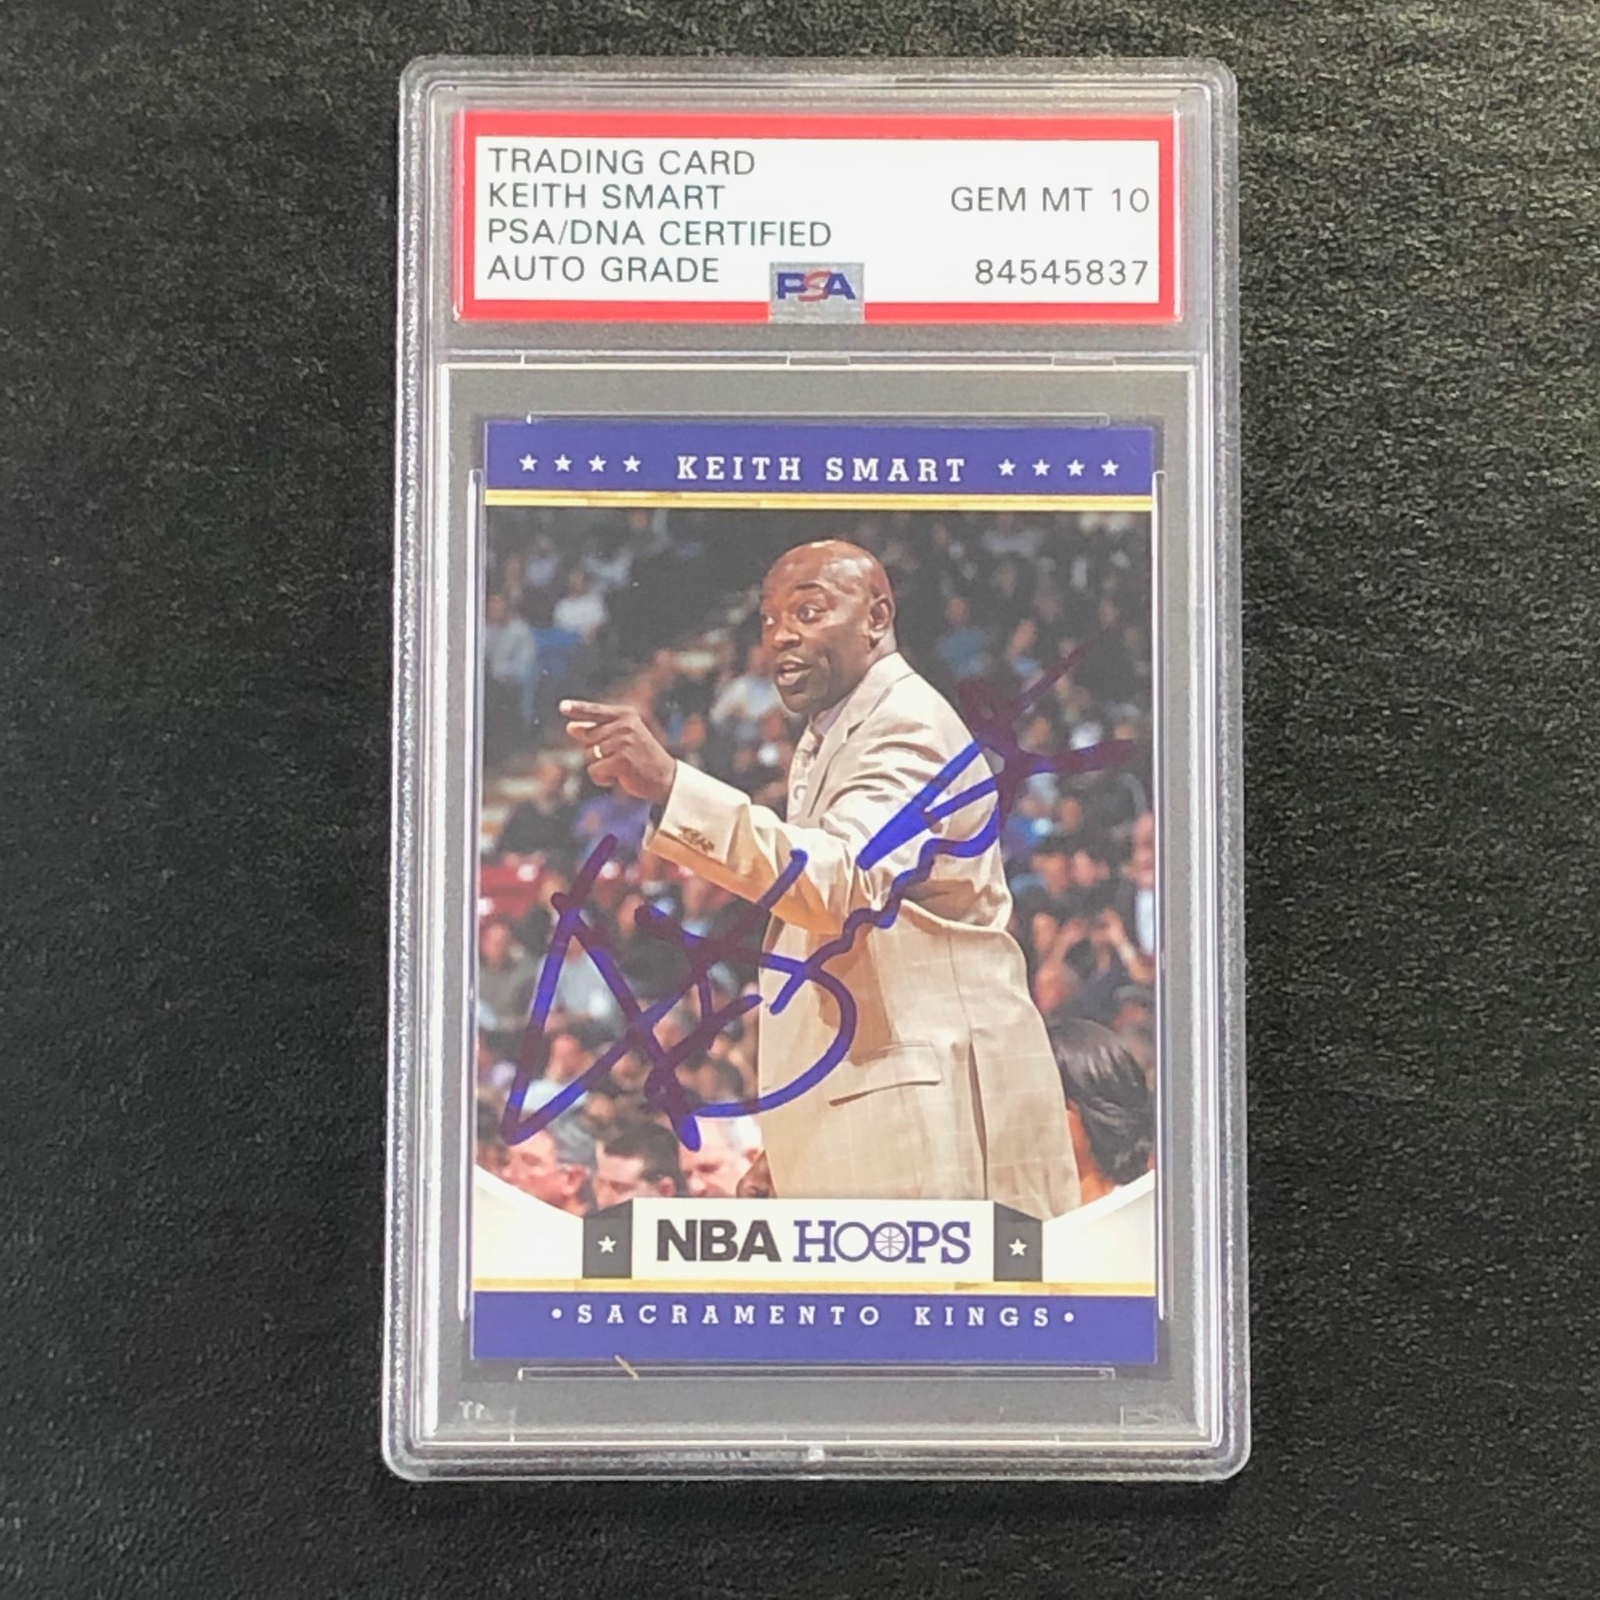 TRADING CARD
KEITH SMART GEM MT 10
PSA/DNA CERTIFIED
AUTO GRADE PSA 84545837
★★★★ KEITH SMART ★★★★
NBA HOOPS
•SACRAMENTO KINGS•